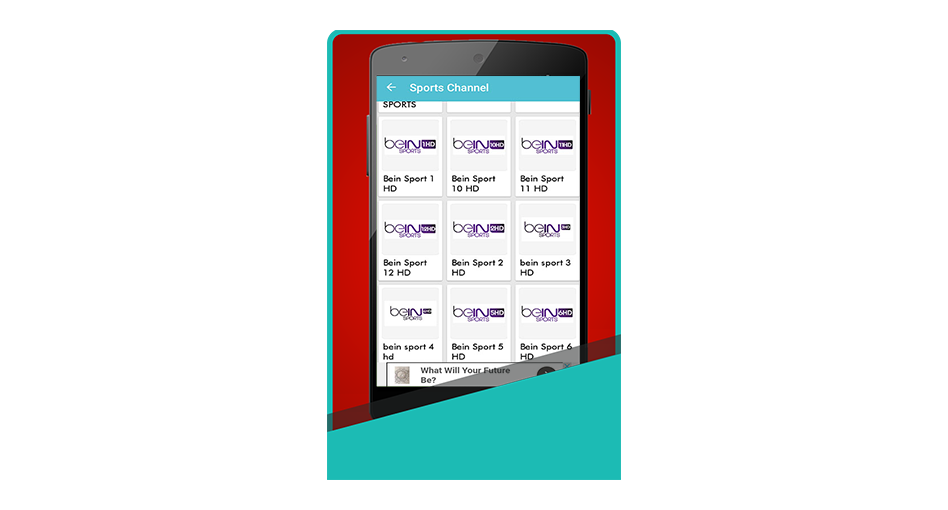 Sports Channel
SPORTS
beIN 1HD
SPORTS
beIN 10HD
SPORTS
beIN 11HD
SPORTS
Bein Sport 1
HD
Bein Sport
10 HD
Bein Sport
11 HD
beIN 12HD
SPORTS
beIN 2HD
SPORTS
beIN 3HD
SPORTS
Bein Sport
12 HD
Bein Sport 2
HD
bein sport 3
HD
beIN
SPORTS
beIN 5HD
SPORTS
beIN 6HD
SPORTS
bein sport 4
hd
Bein Sport 5
HD
Bein Sport 6
HD
What Will Your Future
Be?